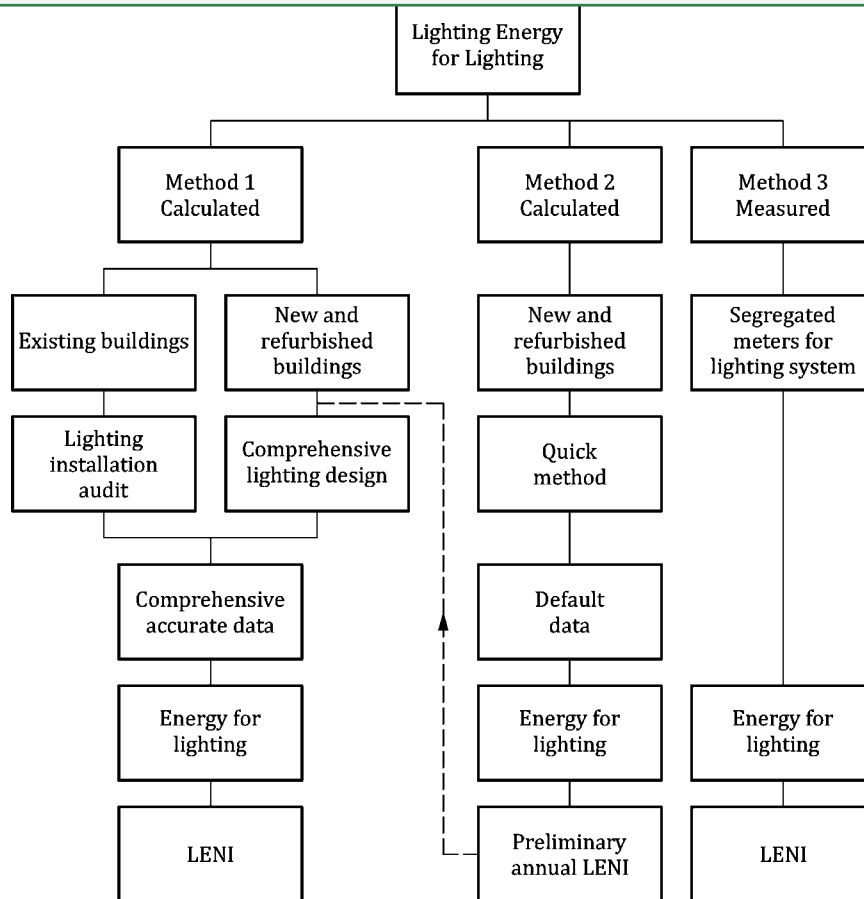 Lighting Energy
for Lighting
Method 1
Calculated
Method 2
Calculated
Method 3
Measured
Existing buildings
New and
refurbished
buildings
New and
refurbished
buildings
Segregated
meters for
lighting system
Lighting
installation
audit
Comprehensive
lighting design
Quick
method
Comprehensive
accurate data
Default
data
Energy for
lighting
Energy for
lighting
Energy for
lighting
LENI
Preliminary
annual LENI
LENI